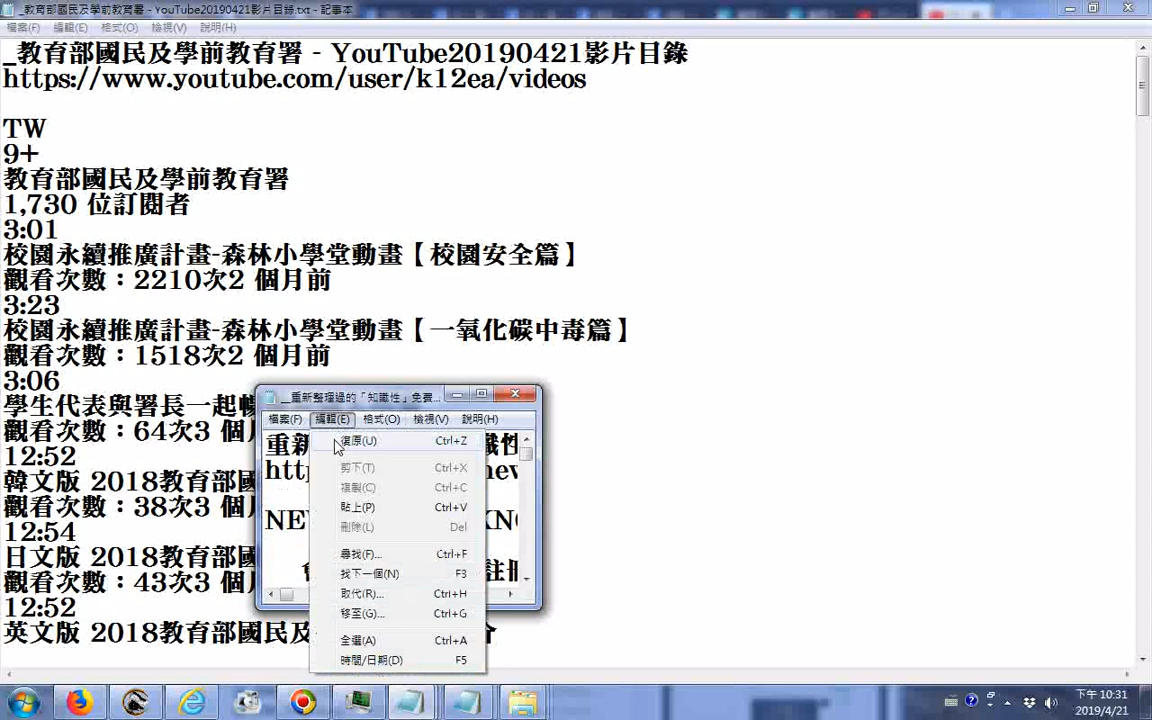 _教育部國民及學前教育署 - YouTube20190421影片目錄.txt - 記事本
檔案(F) 編輯(E) 格式(O) 檢視(V) 說明(H)
_教育部國民及學前教育署 - YouTube20190421影片目錄
https://www.youtube.com/user/k12ea/videos
TW
9+
教育部國民及學前教育署
1,730 位訂閱者
3:01
校園永續推廣計畫-森林小學堂動畫【校園安全篇】
觀看次數：2210次2 個月前
3:23
校園永續推廣計畫-森林小學堂動畫【一氧化碳中毒篇】
觀看次數：1518次2 個月前
3:06
學生代表與署長一起暢
觀看次數：64次3 個月
12:52
韓文版 2018教育部國
觀看次數：38次3 個月
12:54
日文版 2018教育部國
觀看次數：43次3 個月
12:52
英文版 2018教育部國民及
介
_重新整理過的「知識性」免費...
檔案(F) 編輯(E) 格式(O) 檢視(V) 說明(H)
重新
識性
http
new
NEW
KNO
註冊
復原(U) Ctrl+Z
剪下(T) Ctrl+X
複製(C) Ctrl+C
貼上(P) Ctrl+V
刪除(L) Del
尋找(F)... Ctrl+F
找下一個(N) F3
取代(R)... Ctrl+H
移至(G)... Ctrl+G
全選(A) Ctrl+A
時間/日期(D) F5
下午 10:31
2019/4/21